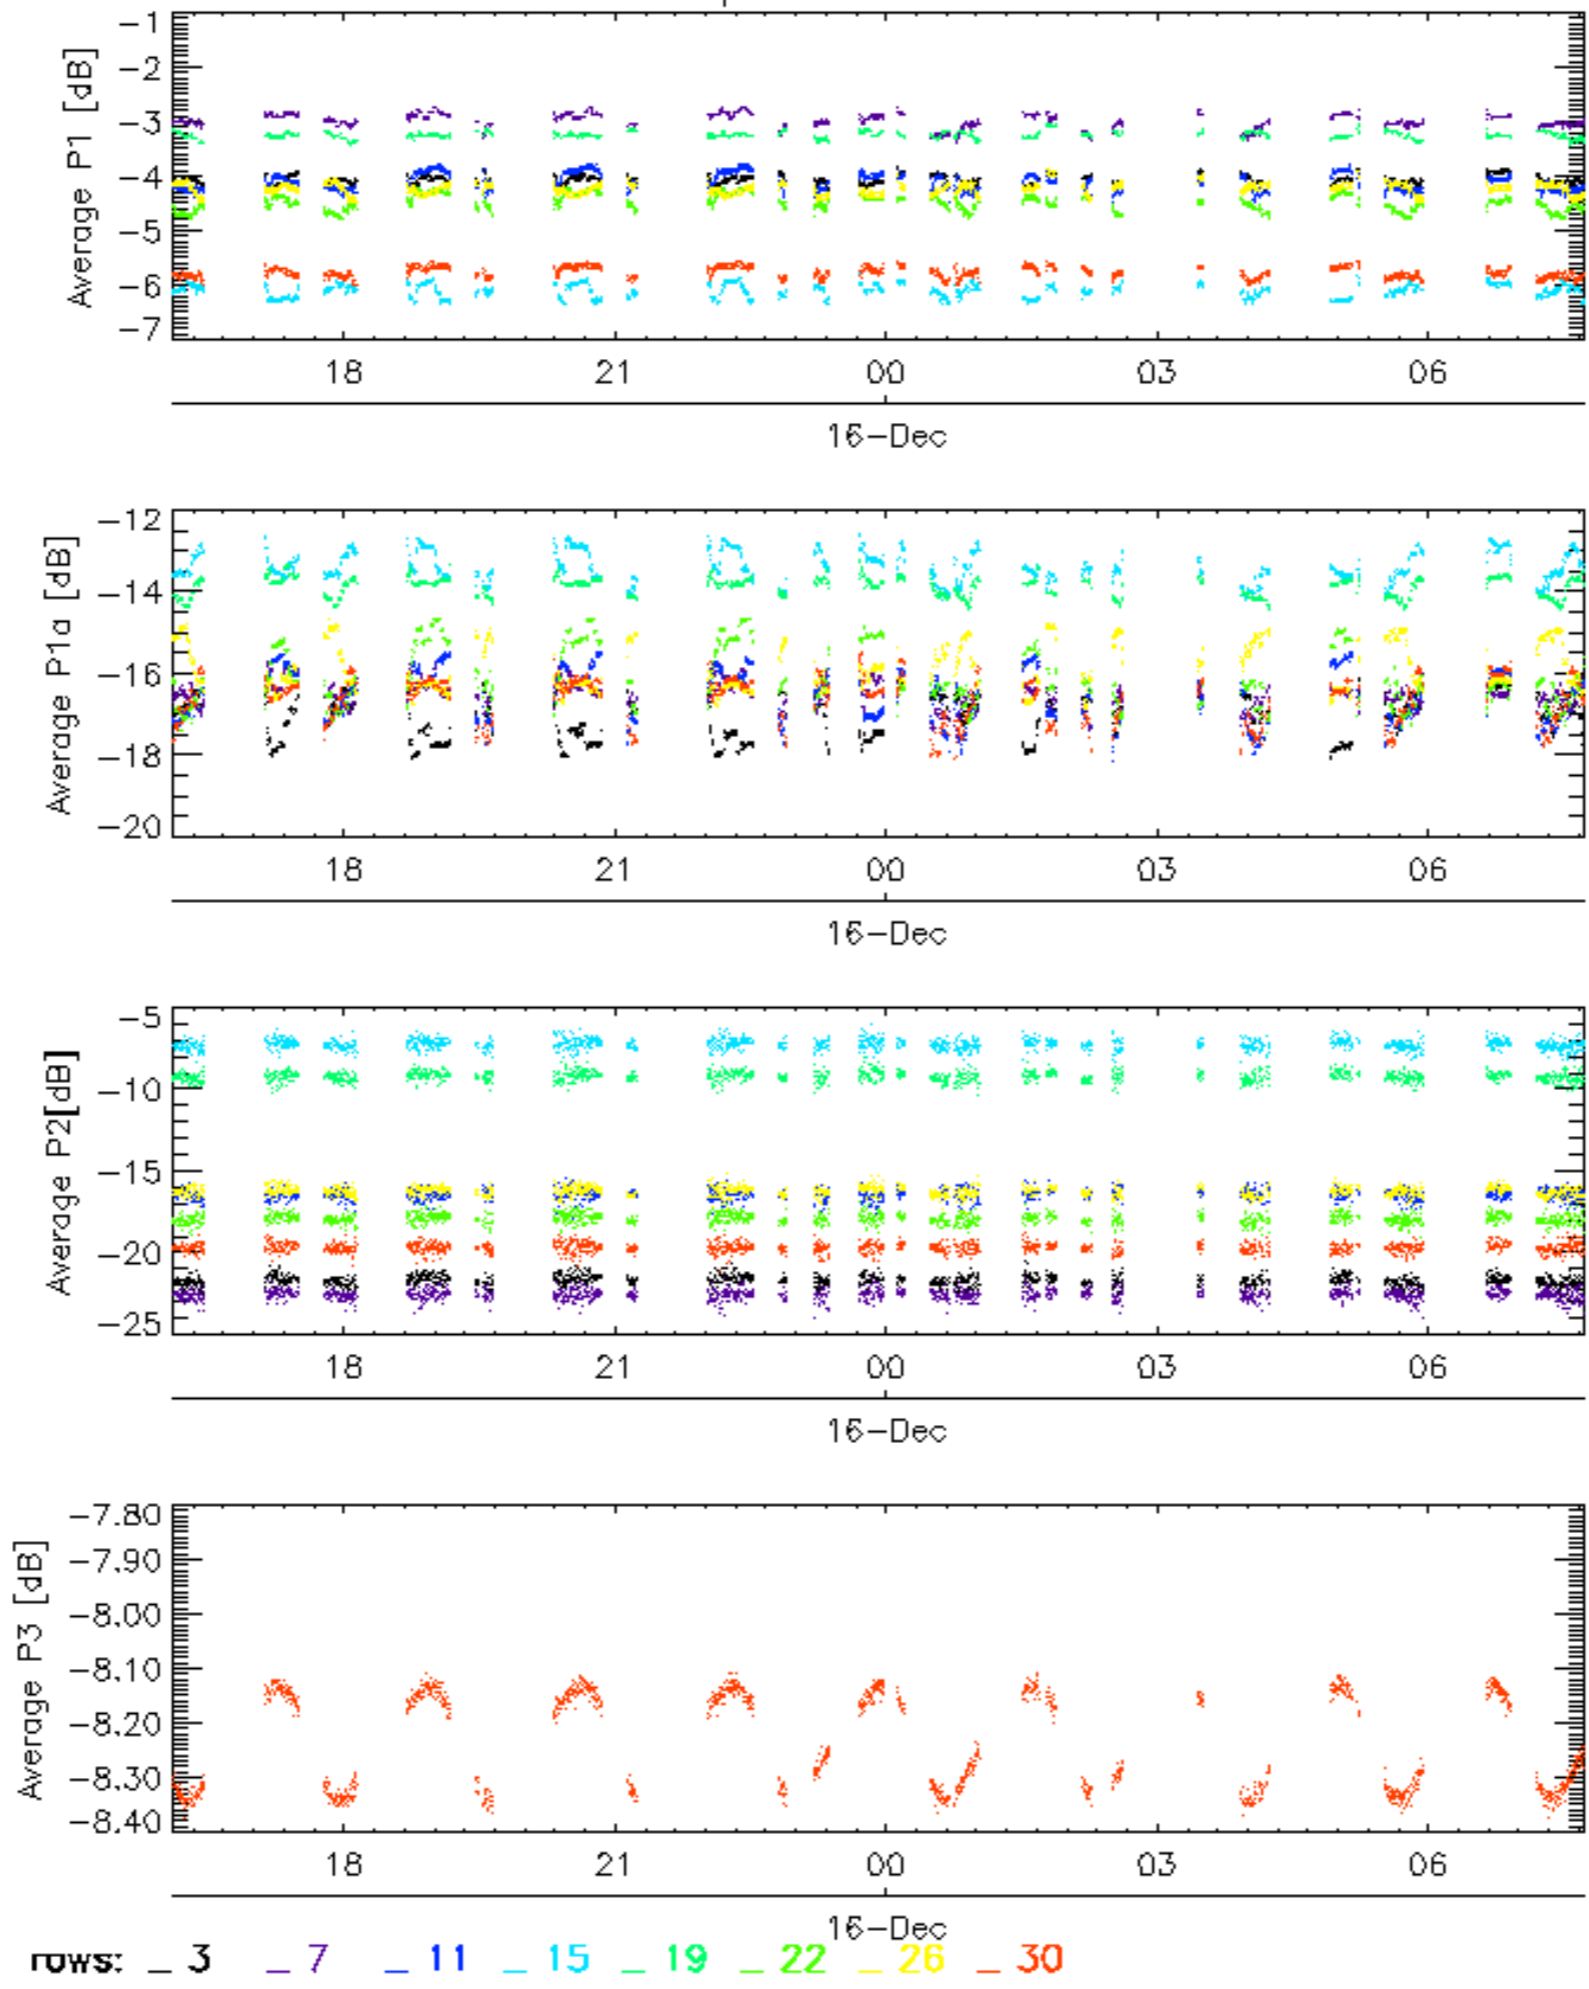 Average P1 [dB]
-1
-2
-3
-4
-5
-6
-7
18 21 00 03 06
16-Dec
Average P1a [dB]
-12
-14
-16
-18
-20
18 21 00 03 06
16-Dec
Average P2[dB]
-5
-10
-15
-20
-25
18 21 00 03 06
16-Dec
Average P3 [dB]
-7.80
-7.90
-8.00
-8.10
-8.20
-8.30
-8.40
18 21 00 03 06
16-Dec
rows: _ 3 _ 7 _ 11 _ 15 _ 19 _ 22 _ 26 _ 30